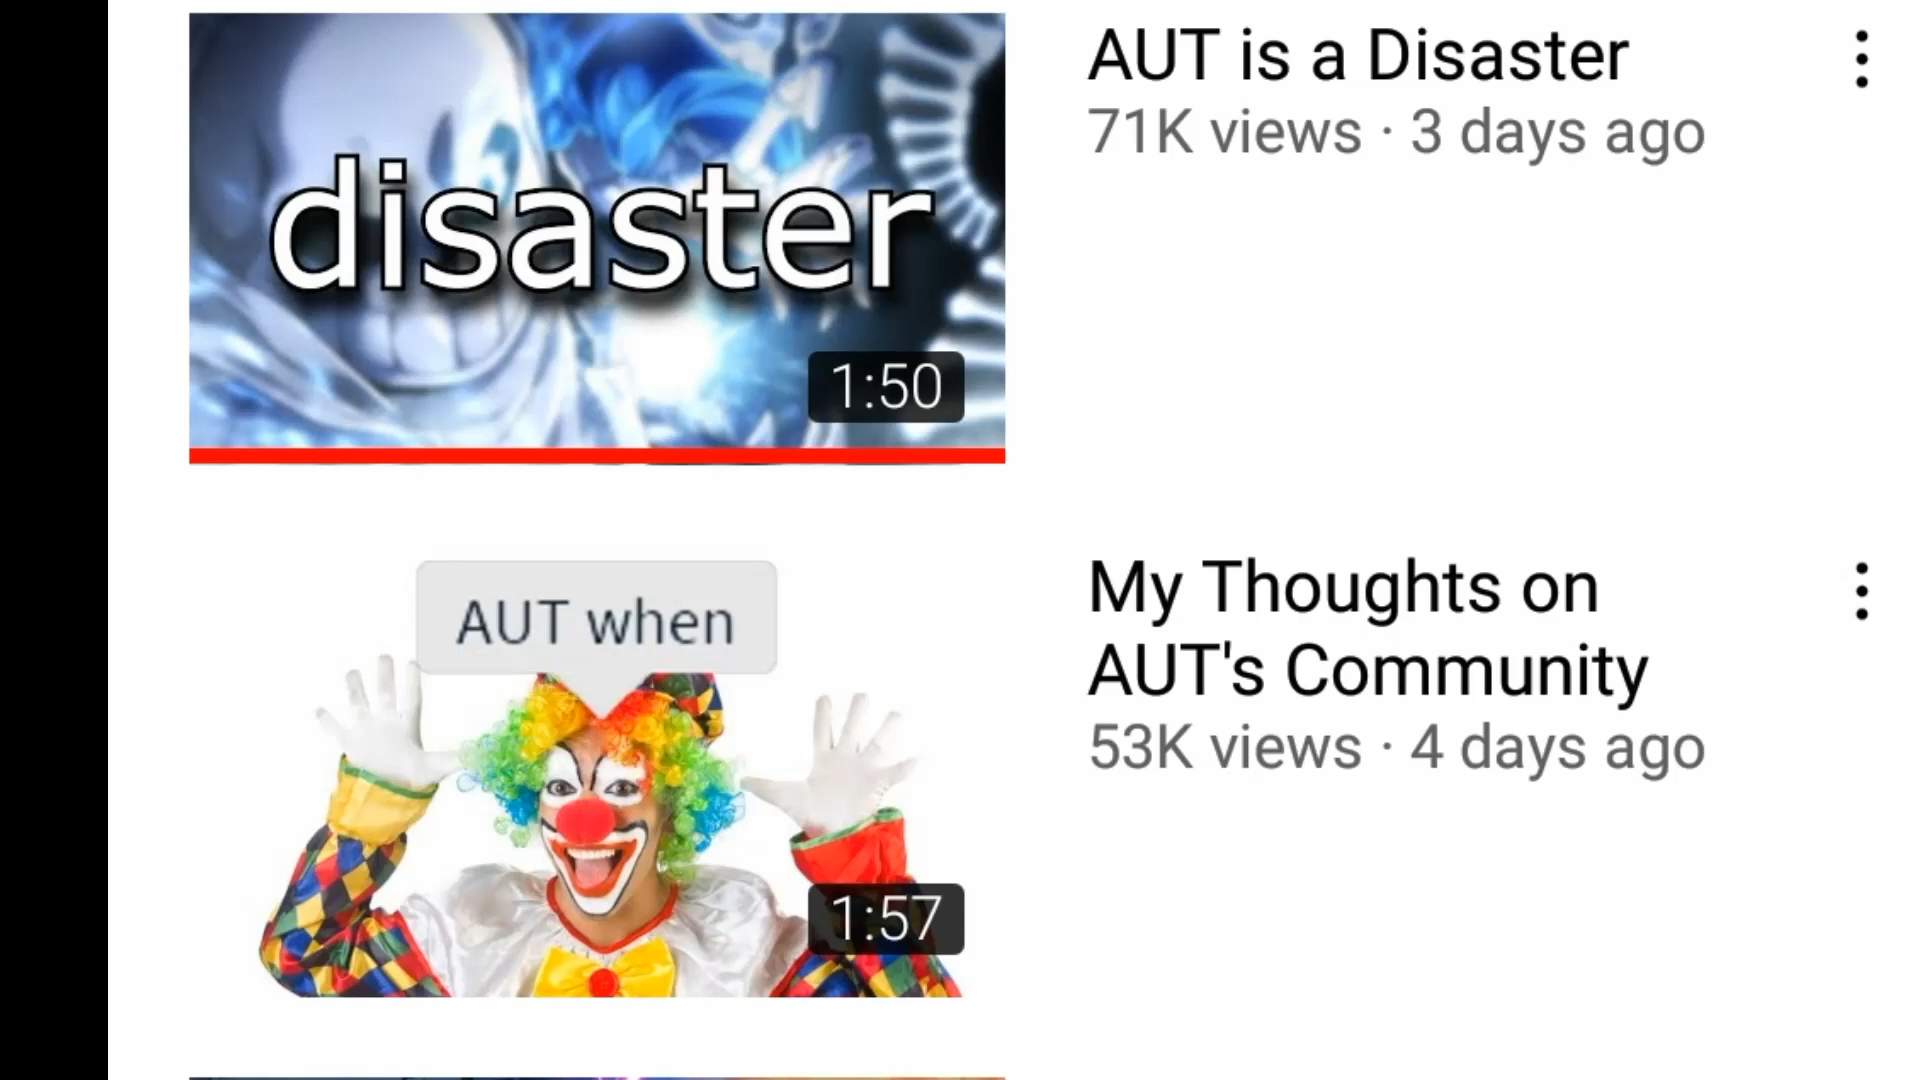 disaster
1:50
AUT is a Disaster
71K views · 3 days ago
AUT when
1:57
My Thoughts on
AUT's Community
53K views · 4 days ago